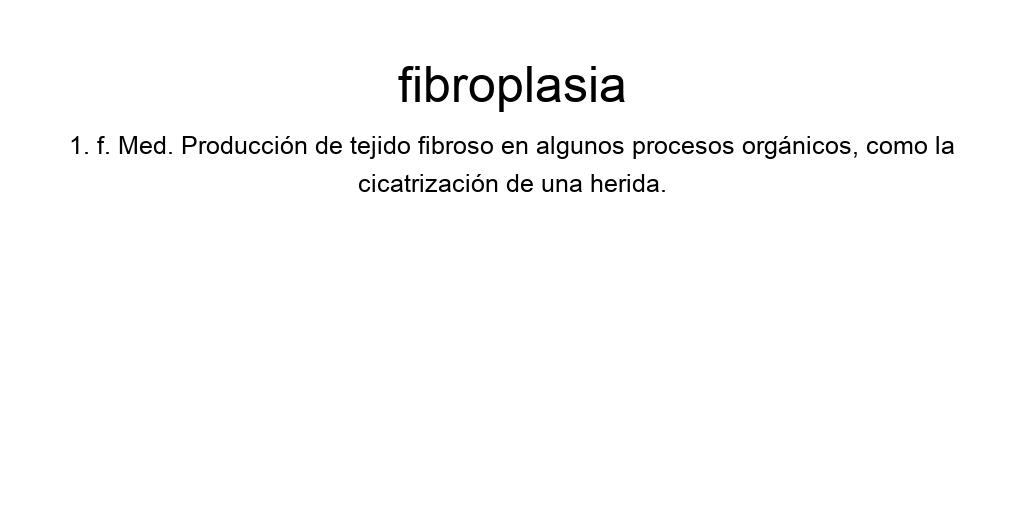 fibroplasia
1. f. Med. Producción de tejido fibroso en algunos procesos orgánicos, como la
cicatrización de una herida.